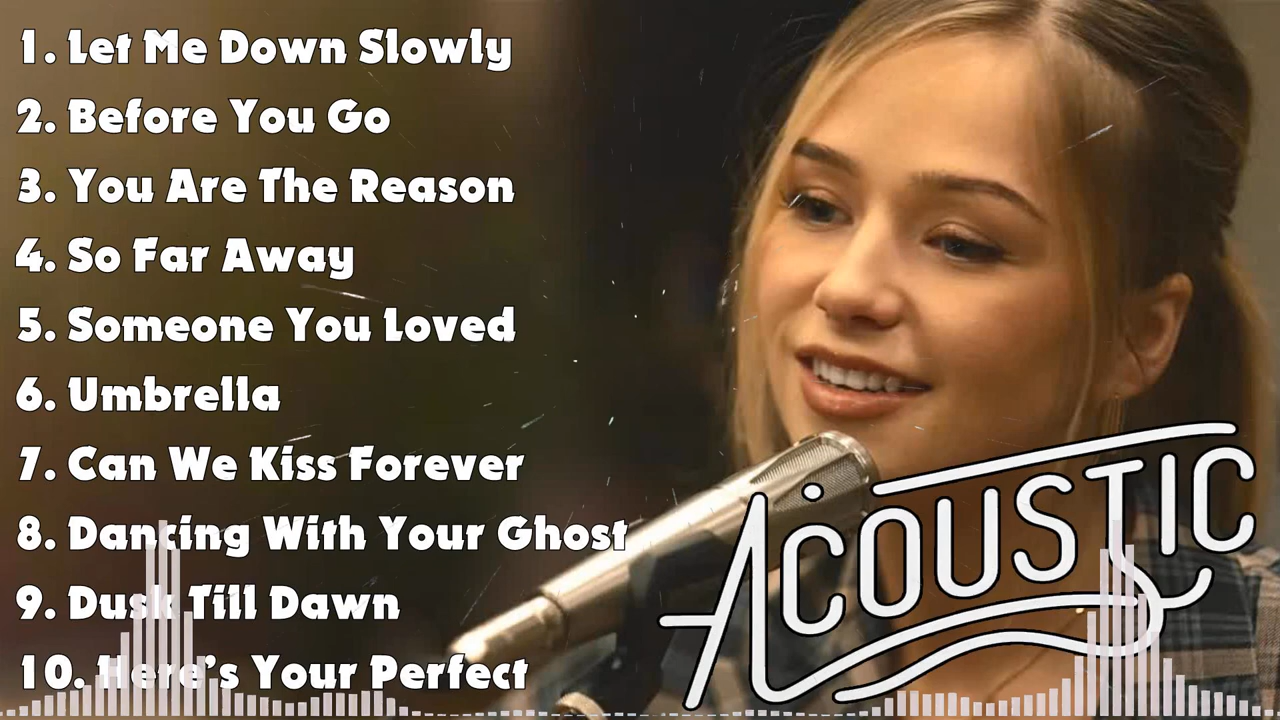 1. Let Me Down Slowly
2. Before You Go
3. You Are The Reason
4. So Far Away
5. Someone You Loved
6. Umbrella
7. Can We Kiss Forever
8. Dancing With Your Ghost
9. Dusk Till Dawn
10. Here's Your Perfect
ACOUSTIC